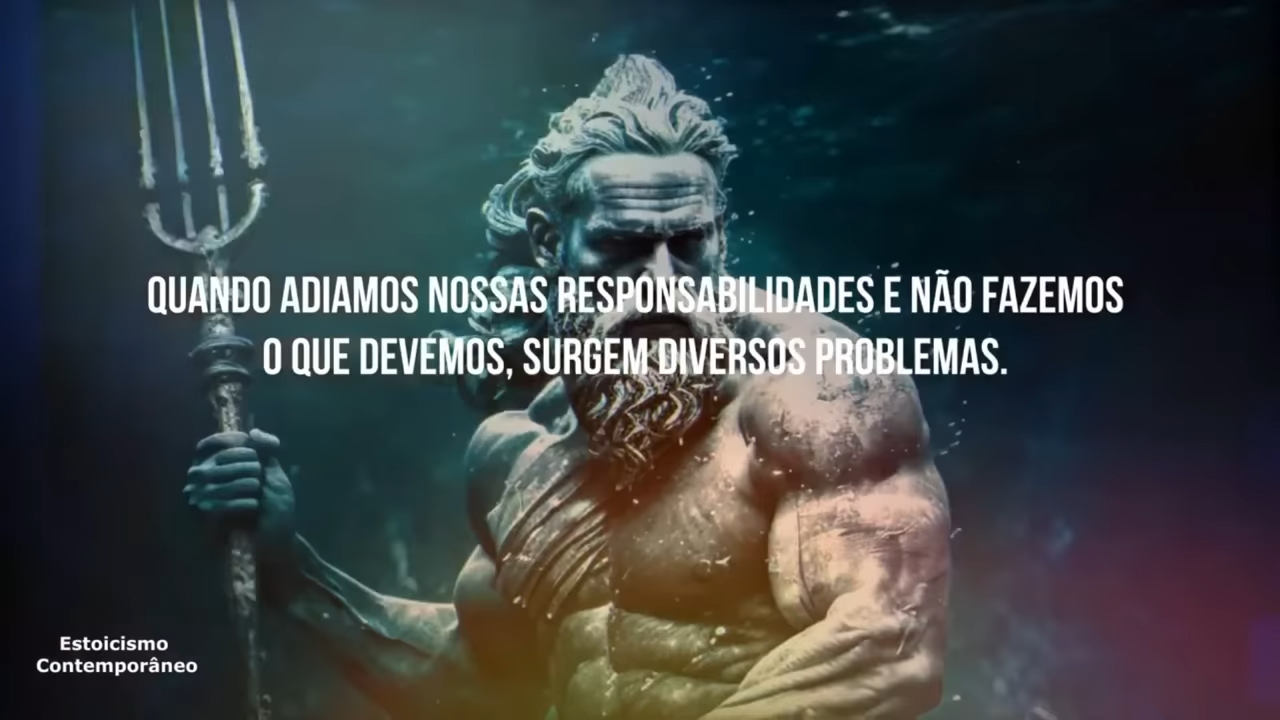 QUANDO ADIAMOS NOSSAS RESPONSABILIDADES E NÃO FAZEMOS
O QUE DEVEMOS, SURGEM DIVERSOS PROBLEMAS.
Estoicismo
Contemporâneo